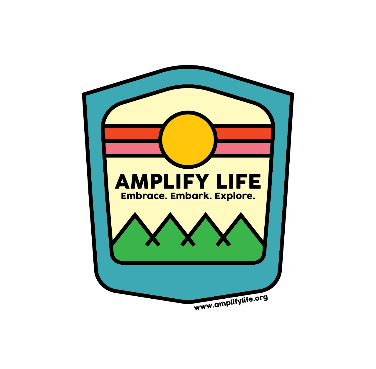 AMPLIFY LIFE
Embrace. Embark. Explore.
www.amplifylife.org